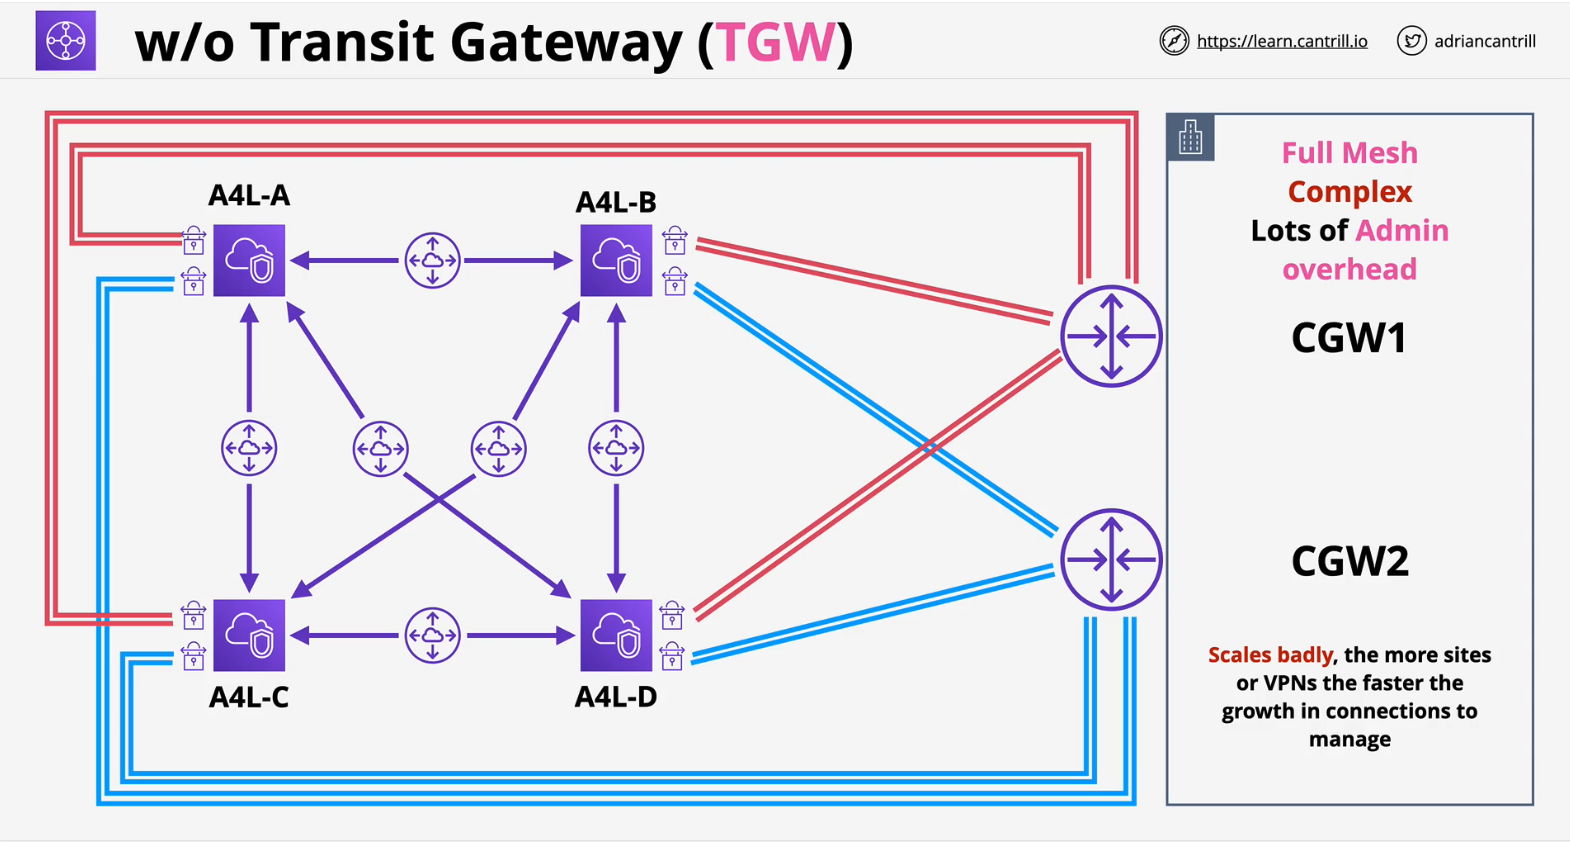 w/o Transit Gateway (TGW)
https://learn.cantrill.io
adriancantrill
A4L-A
A4L-B
A4L-C
A4L-D
Full Mesh
Complex
Lots of Admin
overhead
CGW1
CGW2
Scales badly, the more sites
or VPNs the faster the
growth in connections to
manage